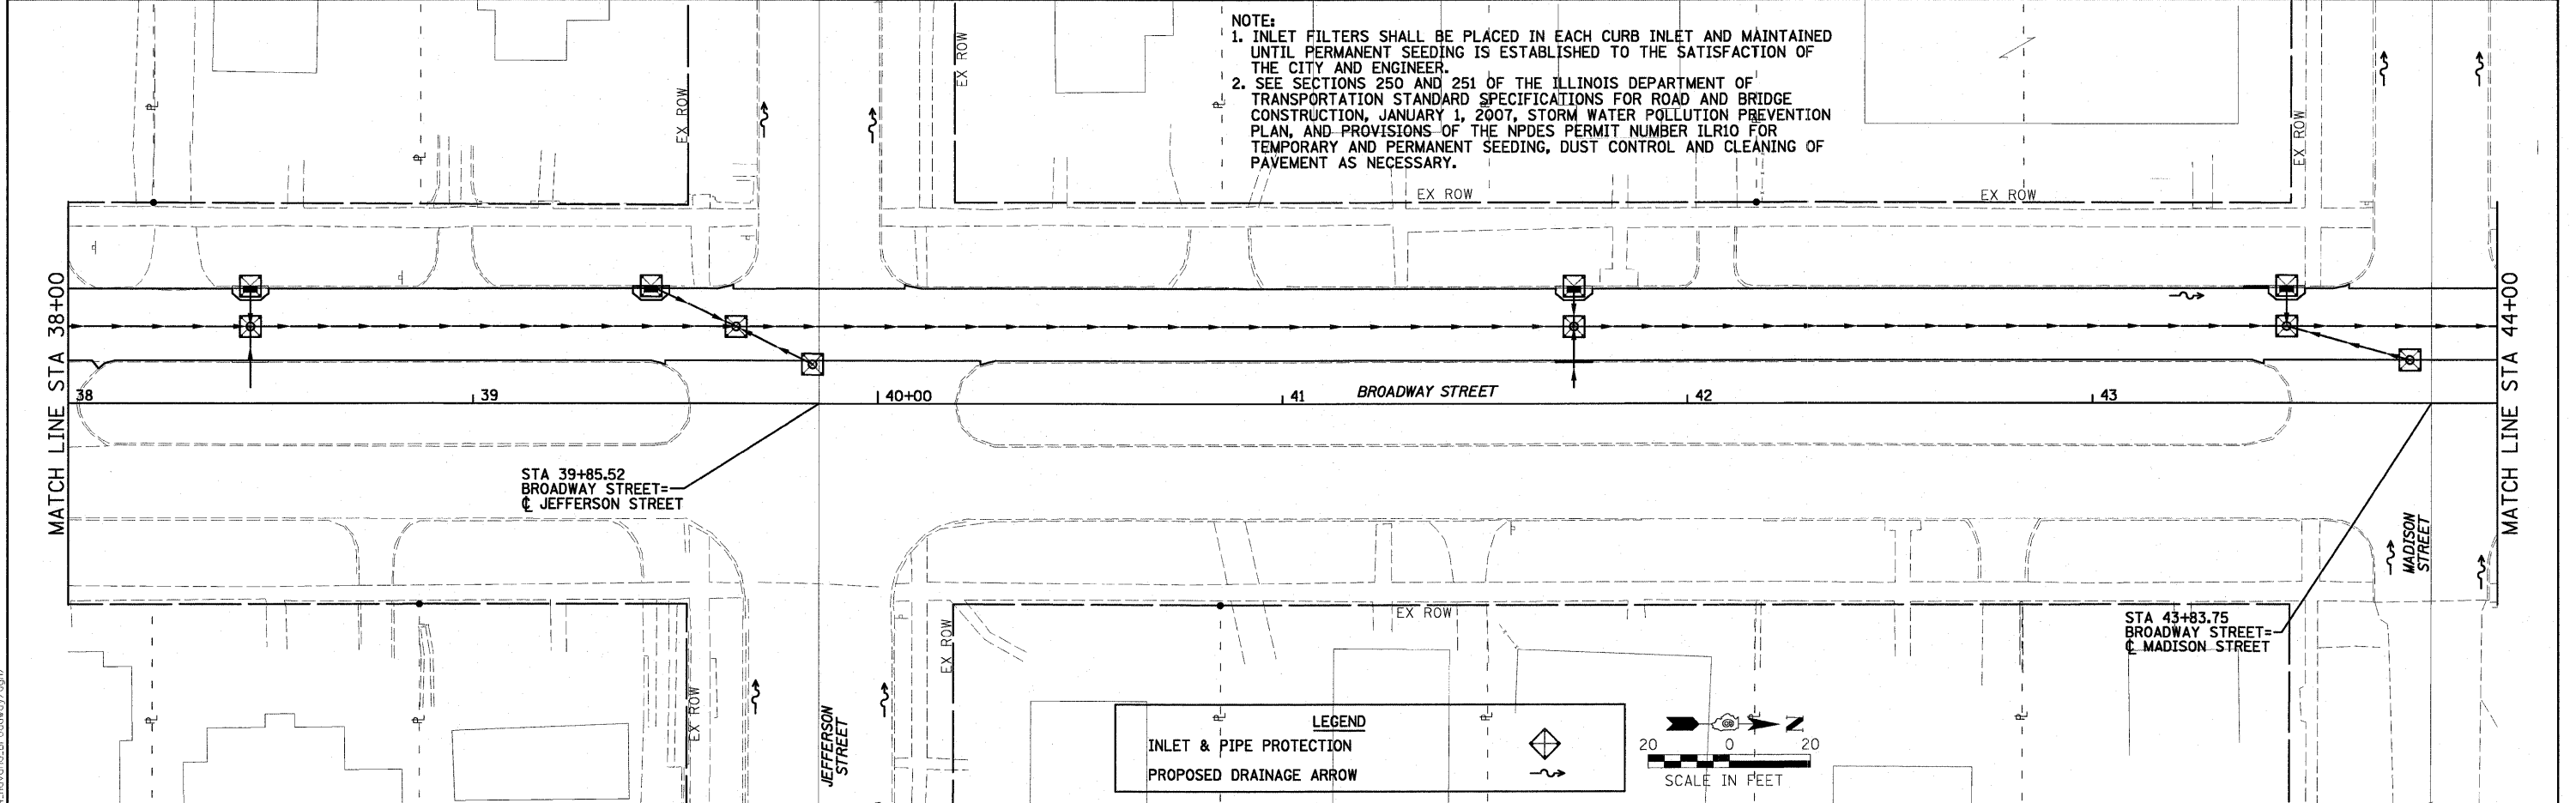 NOTE:
1. INLET FILTERS SHALL BE PLACED IN EACH CURB INLET AND MAINTAINED
UNTIL PERMANENT SEEDING IS ESTABLISHED TO THE SATISFACTION OF
THE CITY AND ENGINEER.
2. SEE SECTIONS 250 AND 251 OF THE ILLINOIS DEPARTMENT OF
TRANSPORTATION STANDARD SPECIFICATIONS FOR ROAD AND BRIDGE
CONSTRUCTION, JANUARY 1, 2007, STORM WATER POLLUTION PREVENTION
PLAN, AND PROVISIONS OF THE NPDES PERMIT NUMBER ILR10 FOR
TEMPORARY AND PERMANENT SEEDING, DUST CONTROL AND CLEANING OF
PAVEMENT AS NECESSARY.
EX ROW
EX ROW
EX ROW
EX ROW
EX ROW
MATCH LINE STA 38+00
MATCH LINE STA 44+00
38
39
40+00
41
BROADWAY STREET
42
43
STA 39+85.52
BROADWAY STREET=
℄ JEFFERSON STREET
MADISON
STREET
EX ROW
EX ROW
EX ROW
STA 43+83.75
BROADWAY STREET=
℄ MADISON STREET
JEFFERSON
STREET
LEGEND
INLET & PIPE PROTECTION
PROPOSED DRAINAGE ARROW
N
20 0 20
SCALE IN FEET